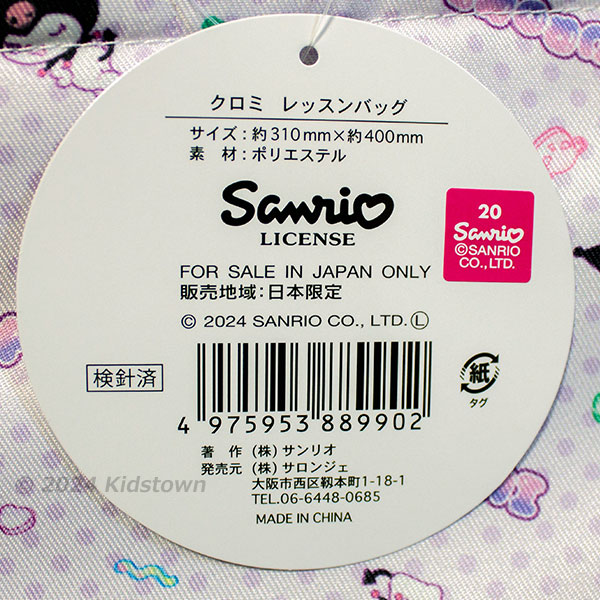 クロミ レッスンバッグ
サイズ：約310mm×約400mm
素 材：ポリエステル
Sanrio
LICENSE
20
Sanrio
©SANRIO
CO.,LTD.
FOR SALE IN JAPAN ONLY
販売地域：日本限定
© 2024 SANRIO CO., LTD. Ⓛ
検針済
4 975953 889902
紙
タグ
著 作 (株) サンリオ
発売元 (株) サロンジェ
大阪市西区靱本町1-18-1
TEL.06-6448-0685
MADE IN CHINA
© 2024 Kidstown